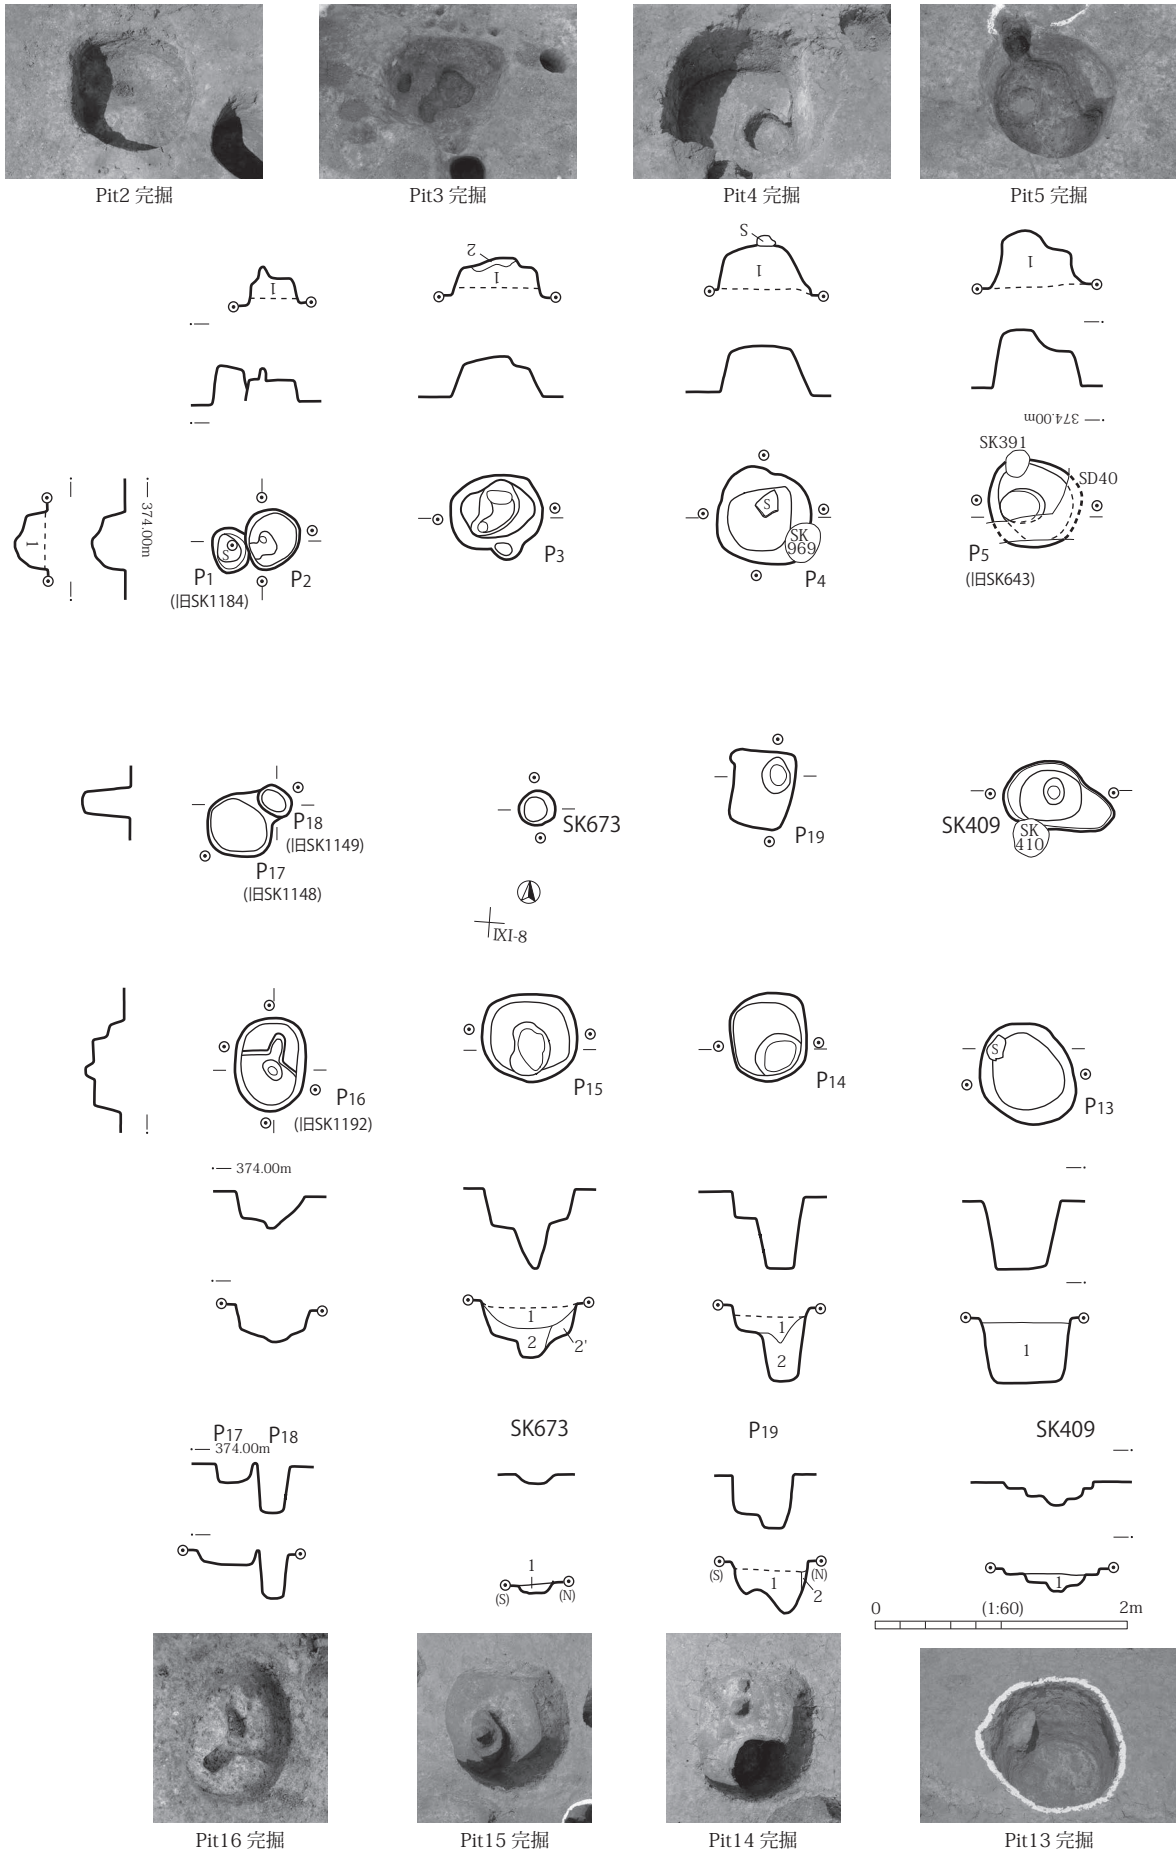 Pit2 完掘
Pit3 完掘
Pit4 完掘
Pit5 完掘
1
2
1
S
1
1
374.00m
SK391
SD40
S
SK
969
1
374.00m
S
P1
P2
(旧SK1184)
P3
P4
P5
(旧SK643)
P18
(旧SK1149)
P17
(旧SK1148)
SK673
P19
SK409
SK
410
IXI-8
P16
(旧SK1192)
P15
P14
S
P13
374.00m
1
2
2'
1
2
1
P17
P18
374.00m
SK673
P19
SK409
1
(S)
(N)
(S)
1
(N)
2
1
0
(1:60)
2m
Pit16 完掘
Pit15 完掘
Pit14 完掘
Pit13 完掘